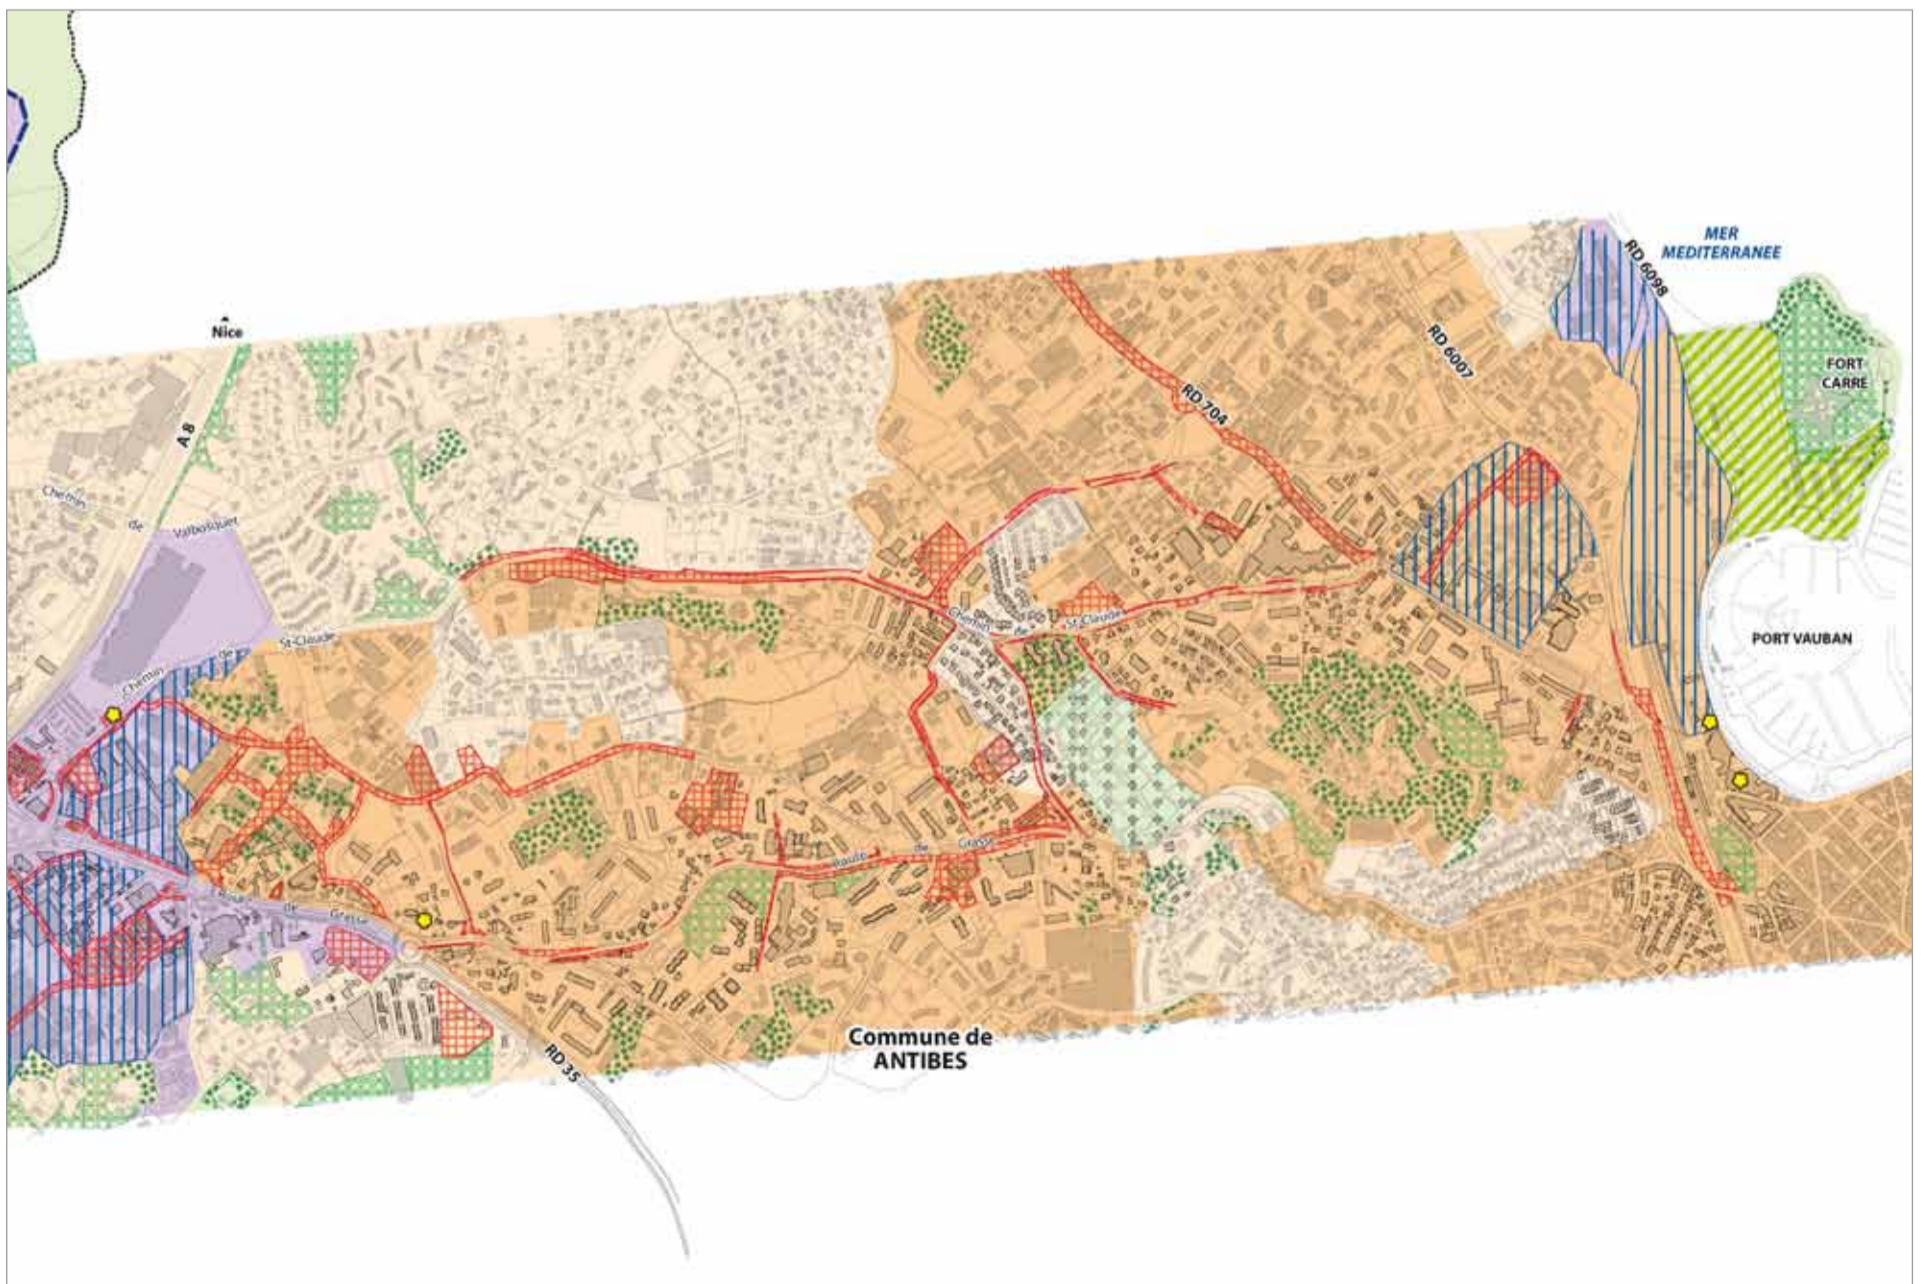 MER
MEDITERRANEE
RD 6098
Nice
FORT
CARRE
RD 6007
A 8
RD 704
Chemin
de
Valbosquet
Chemin
de
St-Claude
Chemin
de
St-Claude
PORT VAUBAN
Route
de
Grasse
Route
de
Grasse
Commune de
ANTIBES
RD 35